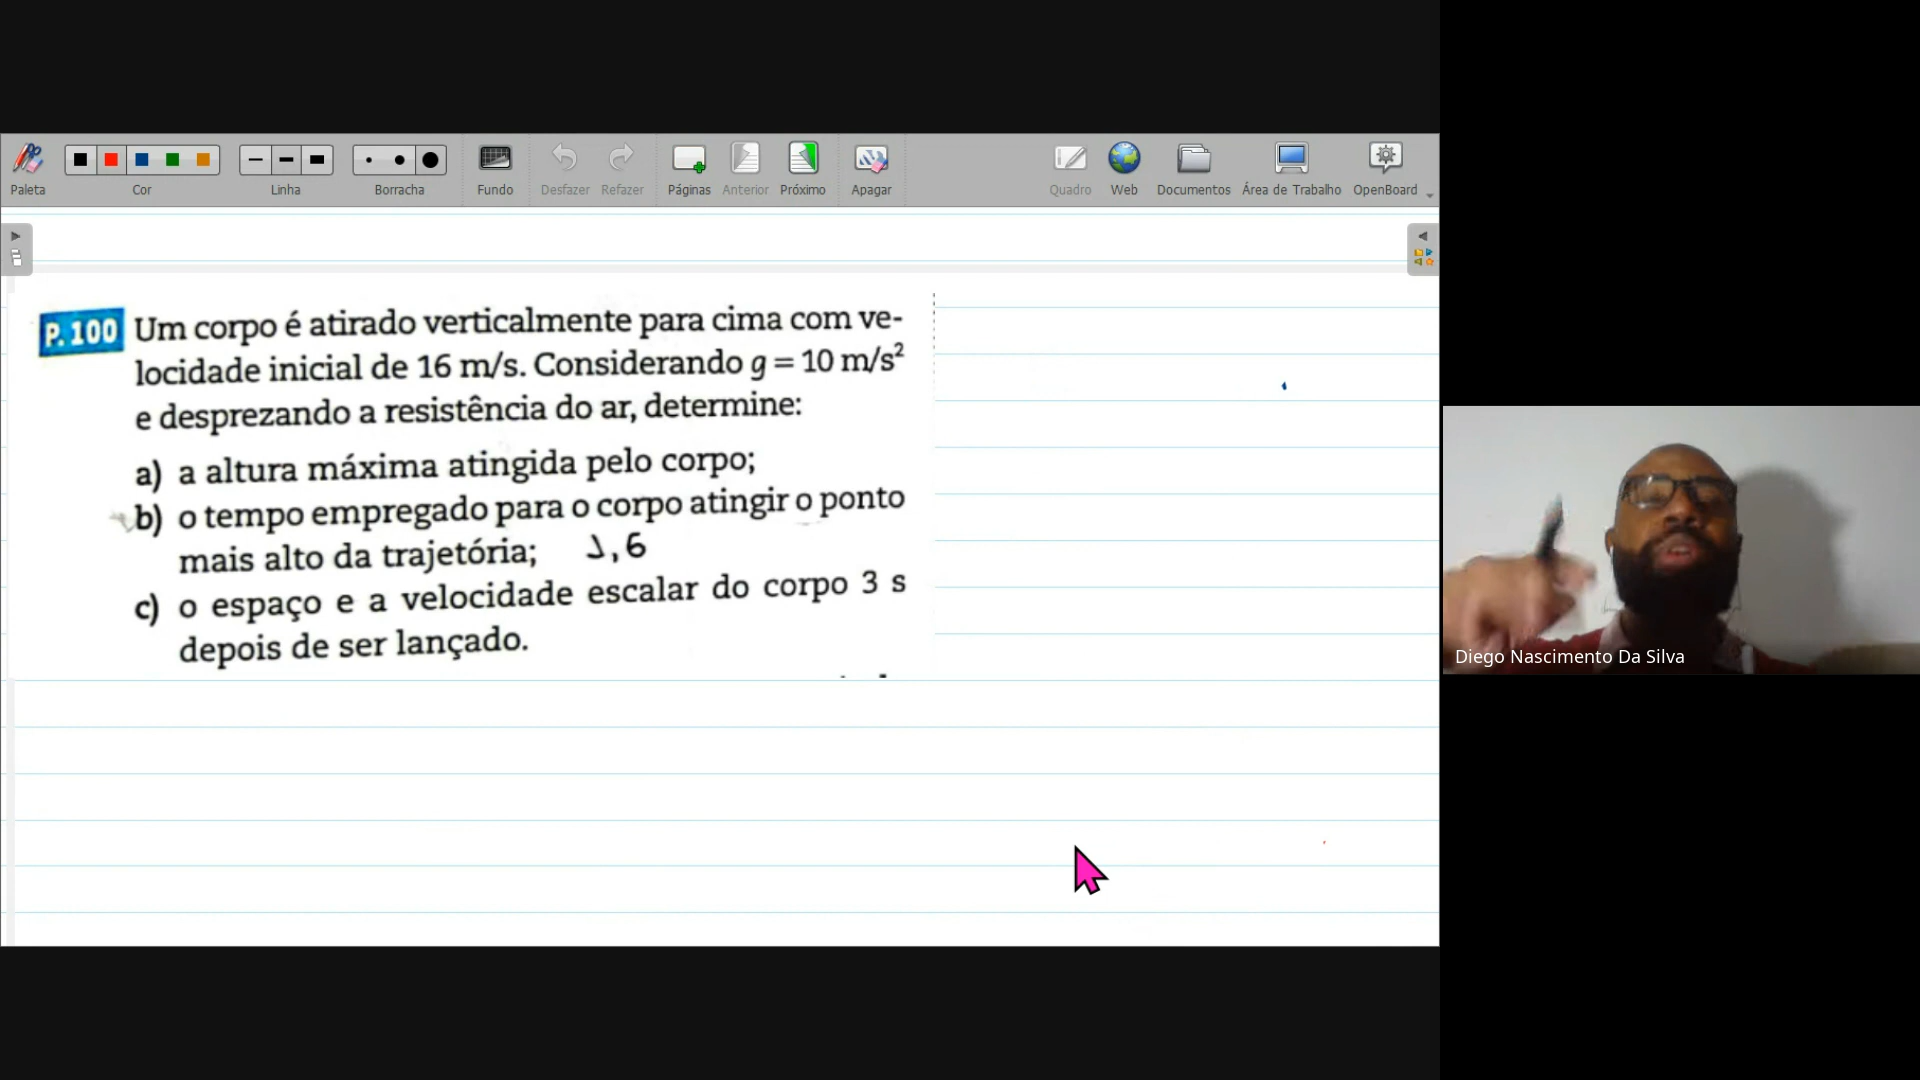 Paleta
Cor
Linha
Borracha
Fundo
Desfazer
Refazer
Páginas
Anterior
Próximo
Apagar
Quadro
Web
Documentos
Área de Trabalho
OpenBoard
P. 100 Um corpo é atirado verticalmente para cima com ve-
locidade inicial de 16 m/s. Considerando g = 10 m/s²
e desprezando a resistência do ar, determine:
a) a altura máxima atingida pelo corpo;
b) o tempo empregado para o corpo atingir o ponto
mais alto da trajetória; 1,6
c) o espaço e a velocidade escalar do corpo 3 s
depois de ser lançado.
Diego Nascimento Da Silva